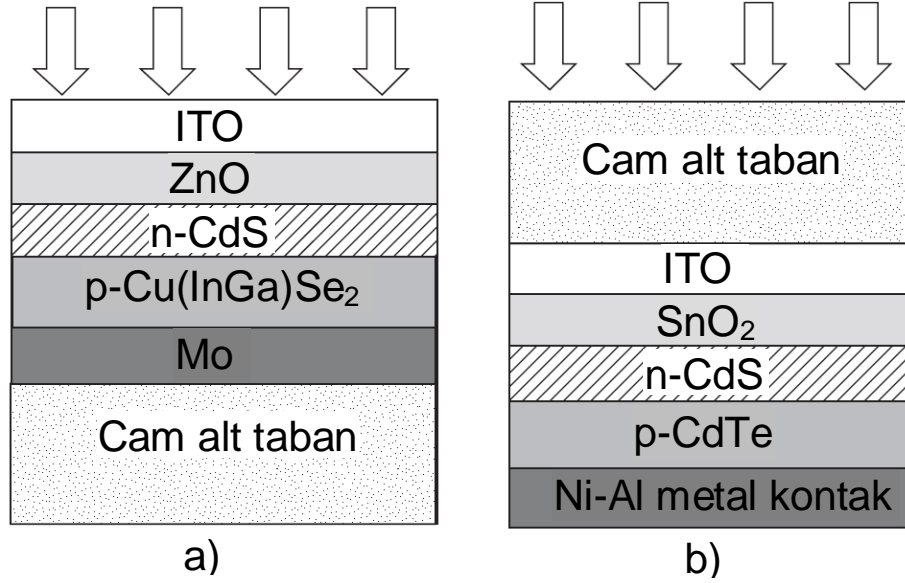 ITO
ZnO
n-CdS
p-Cu(InGa)Se₂
Mo
Cam alt taban
a)
Cam alt taban
ITO
SnO₂
n-CdS
p-CdTe
Ni-Al metal kontak
b)